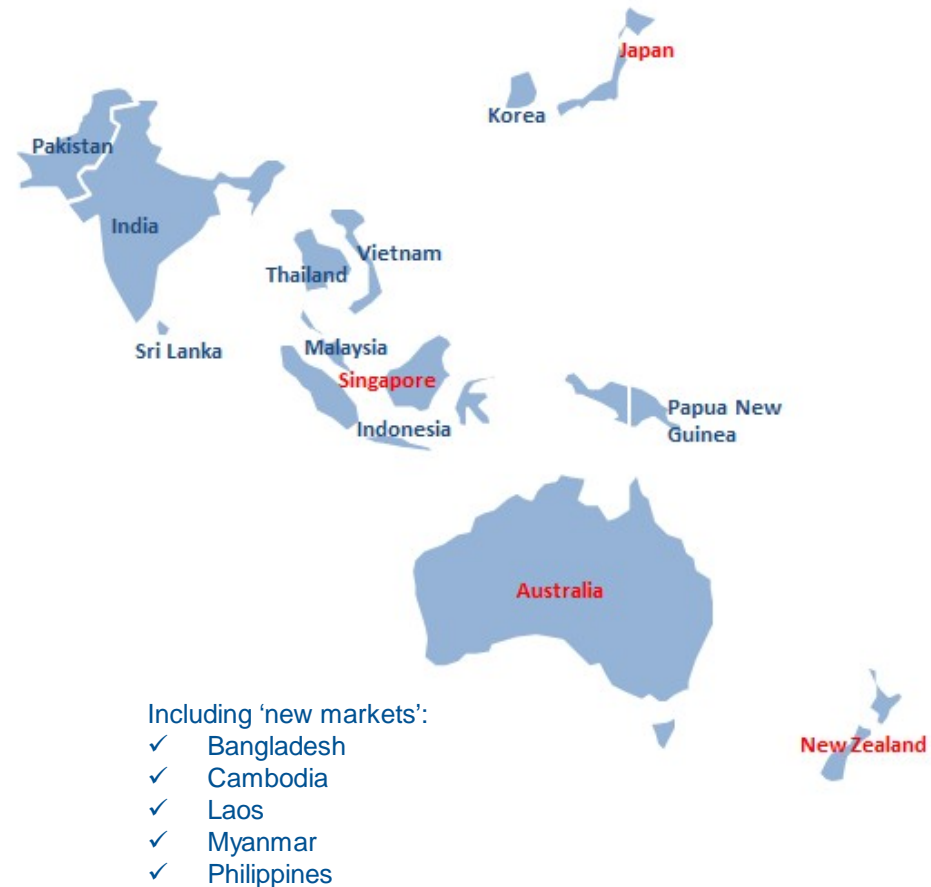 Japan
Korea
Pakistan
India
Vietnam
Thailand
Sri Lanka
Malaysia
Singapore
Indonesia
Papua New
Guinea
Australia
New Zealand
Including ‘new markets’:
✓ Bangladesh
✓ Cambodia
✓ Laos
✓ Myanmar
✓ Philippines